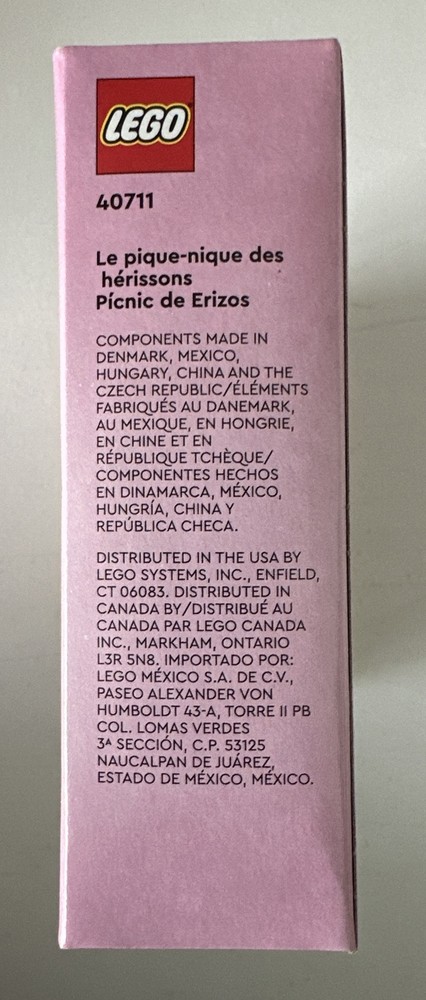 LEGO
40711
Le pique-nique des
hérissons
Pícnic de Erizos
COMPONENTS MADE IN
DENMARK, MEXICO,
HUNGARY, CHINA AND THE
CZECH REPUBLIC/ÉLÉMENTS
FABRIQUÉS AU DANEMARK,
AU MEXIQUE, EN HONGRIE,
EN CHINE ET EN
RÉPUBLIQUE TCHÈQUE/
COMPONENTES HECHOS
EN DINAMARCA, MÉXICO,
HUNGRÍA, CHINA Y
REPÚBLICA CHECA.
DISTRIBUTED IN THE USA BY
LEGO SYSTEMS, INC., ENFIELD,
CT 06083. DISTRIBUTED IN
CANADA BY/DISTRIBUÉ AU
CANADA PAR LEGO CANADA
INC., MARKHAM, ONTARIO
L3R 5N8. IMPORTADO POR:
LEGO MÉXICO S.A. DE C.V.,
PASEO ALEXANDER VON
HUMBOLDT 43-A, TORRE II PB
COL. LOMAS VERDES
3ᴬ SECCIÓN, C.P. 53125
NAUCALPAN DE JUÁREZ,
ESTADO DE MÉXICO, MÉXICO.